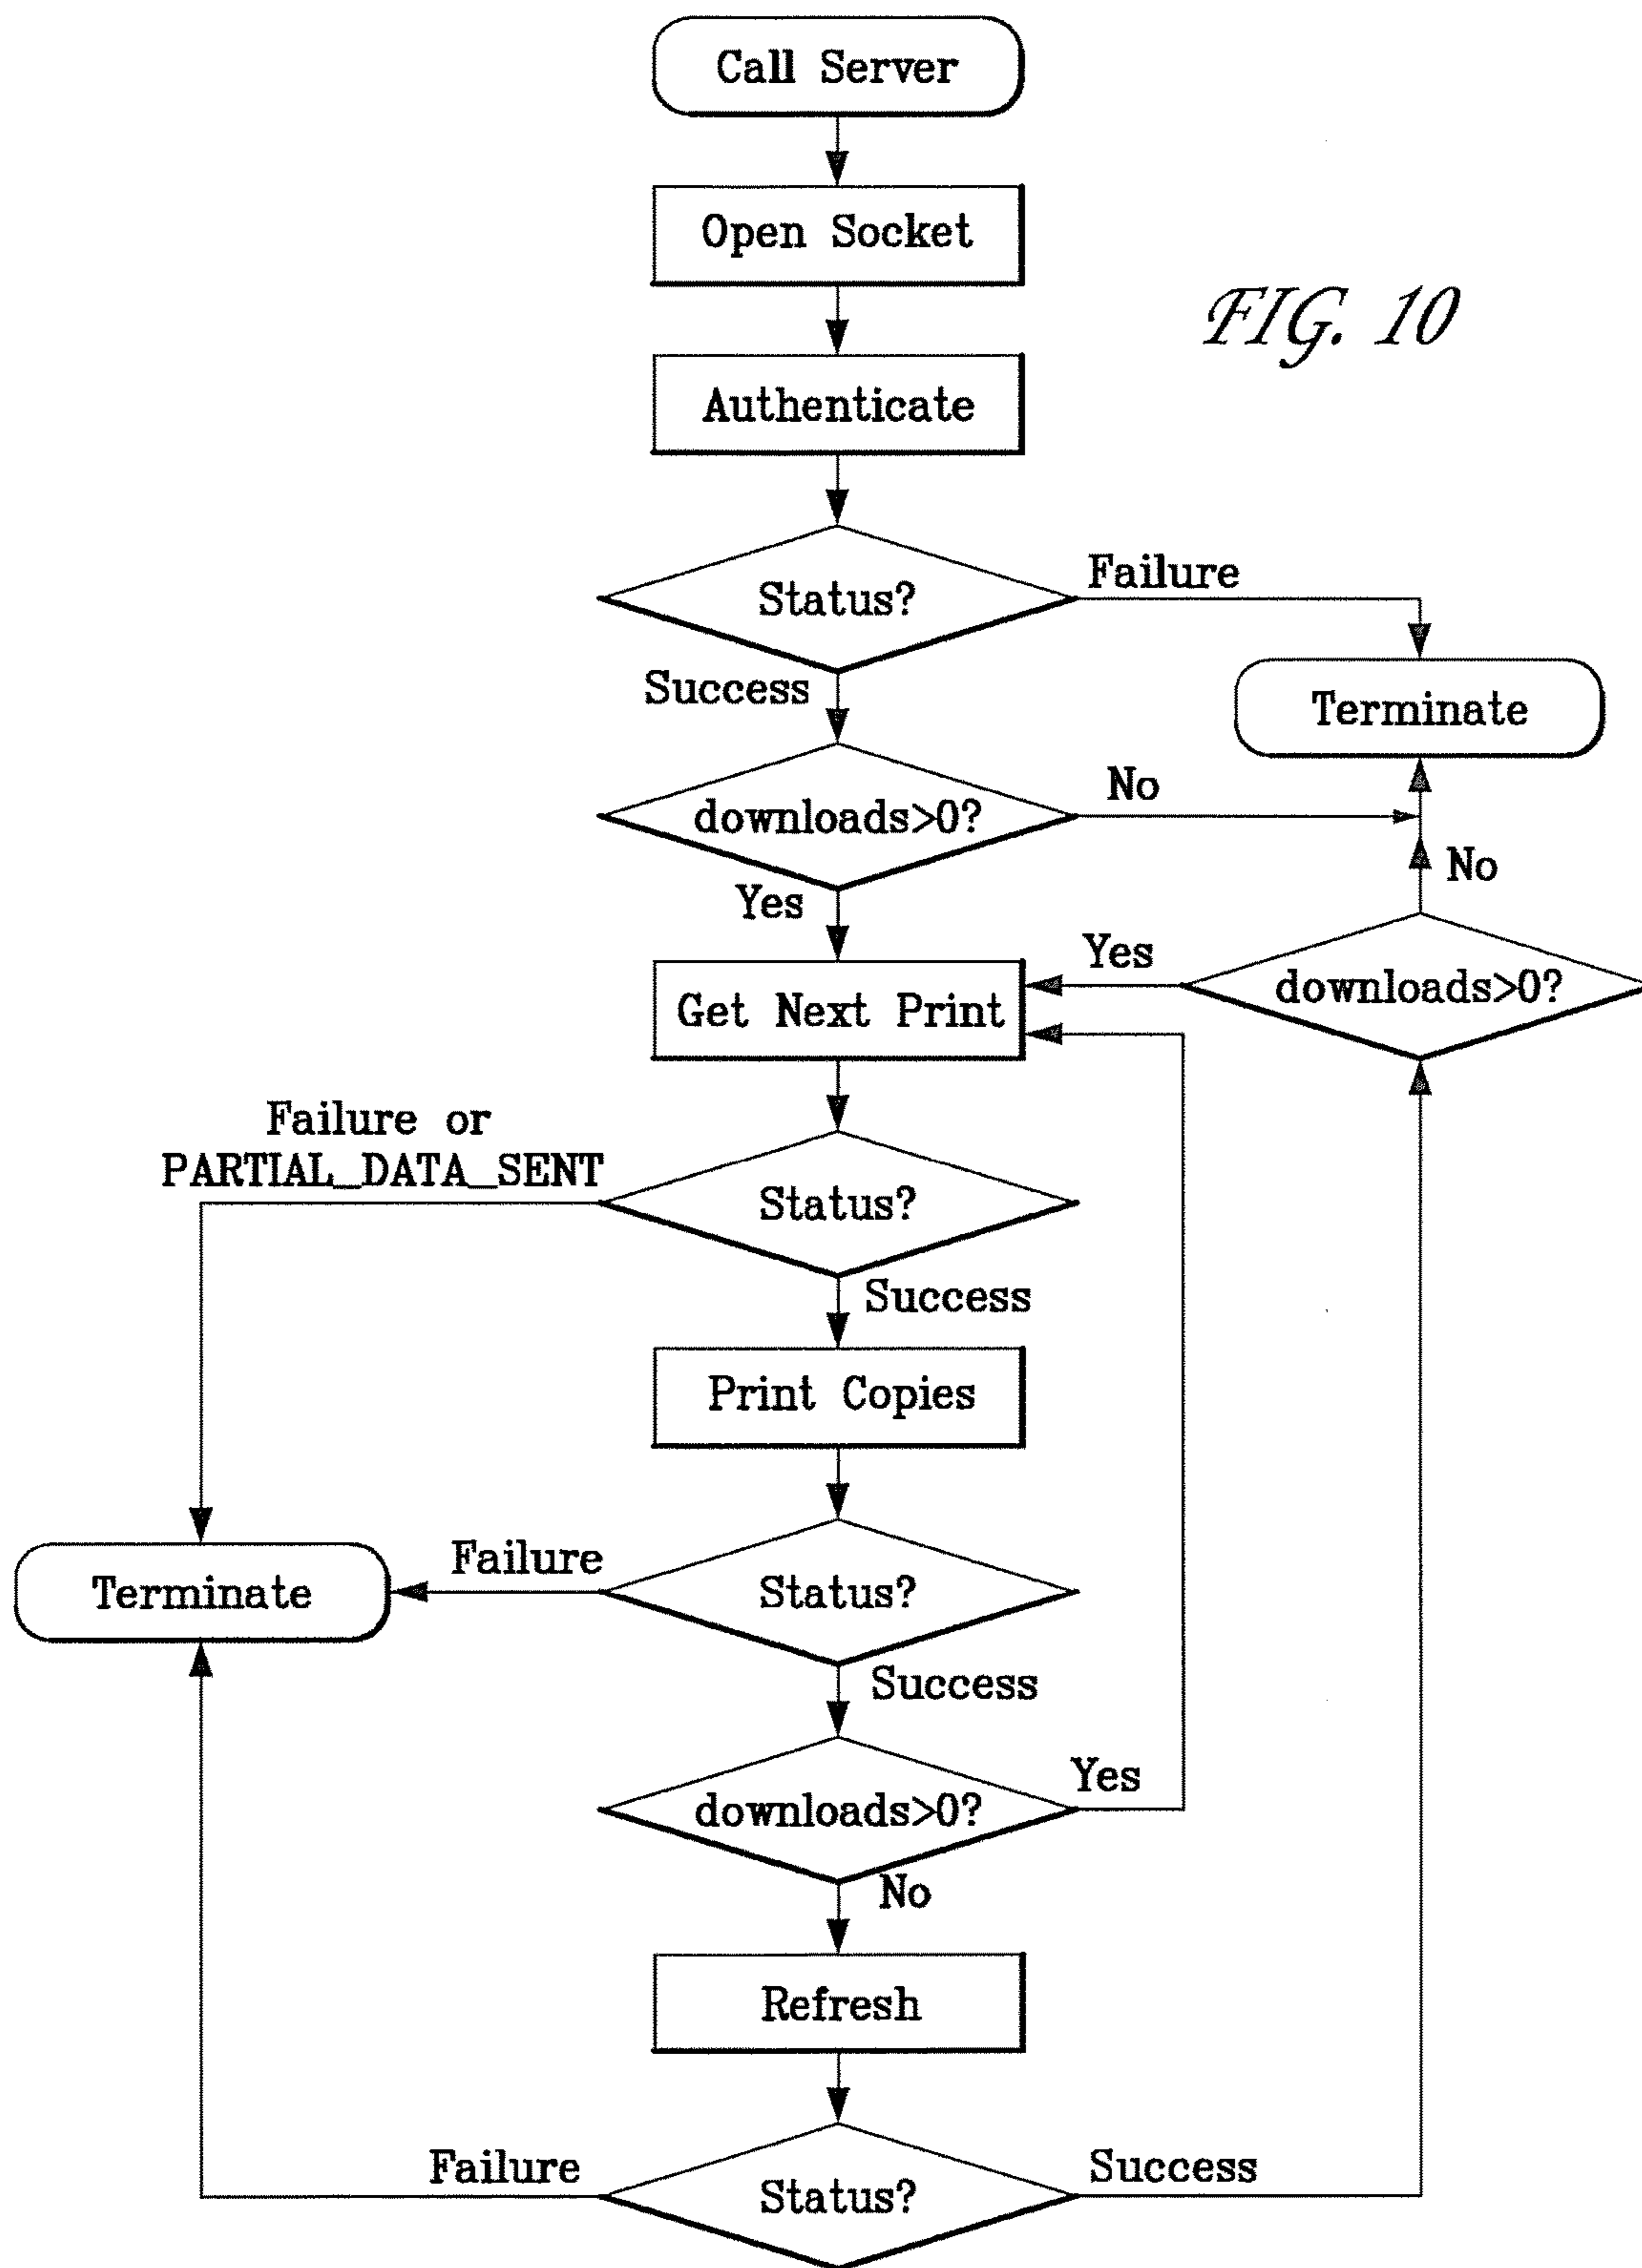 Call Server
Open Socket
FIG. 10
Authenticate
Failure
Status?
Success
Terminate
No
downloads>0?
No
Yes
Yes
downloads>0?
Get Next Print
Failure or
PARTIAL_DATA_SENT
Status?
Success
Print Copies
Failure
Terminate
Status?
Success
Yes
downloads>0?
No
Refresh
Failure
Success
Status?